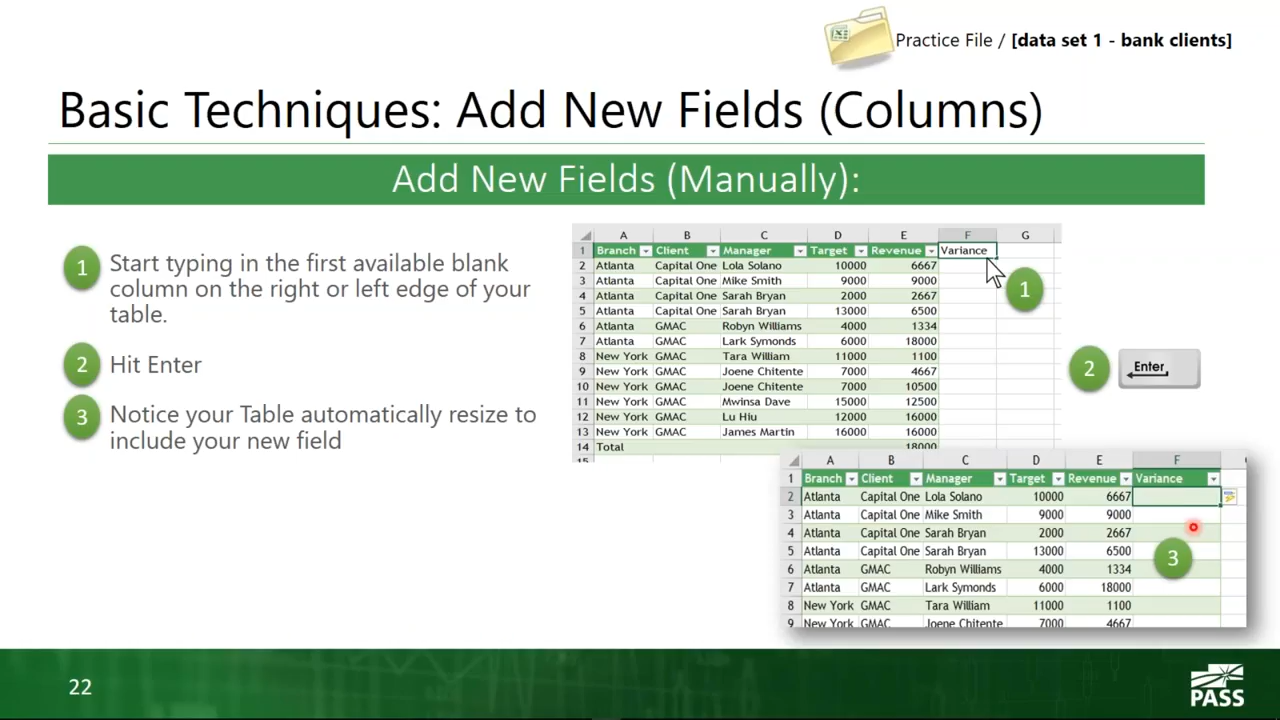 Practice File / [data set 1 - bank clients]
Basic Techniques: Add New Fields (Columns)
Add New Fields (Manually):
1 Start typing in the first available blank
column on the right or left edge of your
table.
2 Hit Enter
3 Notice your Table automatically resize to
include your new field
A B C D E F G
1 Branch Client Manager Target Revenue Variance
2 Atlanta Capital One Lola Solano 10000 6667
3 Atlanta Capital One Mike Smith 9000 9000
4 Atlanta Capital One Sarah Bryan 2000 2667
5 Atlanta Capital One Sarah Bryan 13000 6500
6 Atlanta GMAC Robyn Williams 4000 1334
7 Atlanta GMAC Lark Symonds 6000 18000
8 New York GMAC Tara William 11000 1100
9 New York GMAC Joene Chitente 7000 4667
10 New York GMAC Joene Chitente 7000 10500
11 New York GMAC Mwinsa Dave 15000 12500
12 New York GMAC Lu Hiu 12000 16000
13 New York GMAC James Martin 16000 16000
14 Total 18000
15
1
2 Enter
A B C D E F
1 Branch Client Manager Target Revenue Variance
2 Atlanta Capital One Lola Solano 10000 6667
3 Atlanta Capital One Mike Smith 9000 9000
4 Atlanta Capital One Sarah Bryan 2000 2667
5 Atlanta Capital One Sarah Bryan 13000 6500
6 Atlanta GMAC Robyn Williams 4000 1334
7 Atlanta GMAC Lark Symonds 6000 18000
8 New York GMAC Tara William 11000 1100
9 New York GMAC Joene Chitente 7000 4667
3
22
PASS